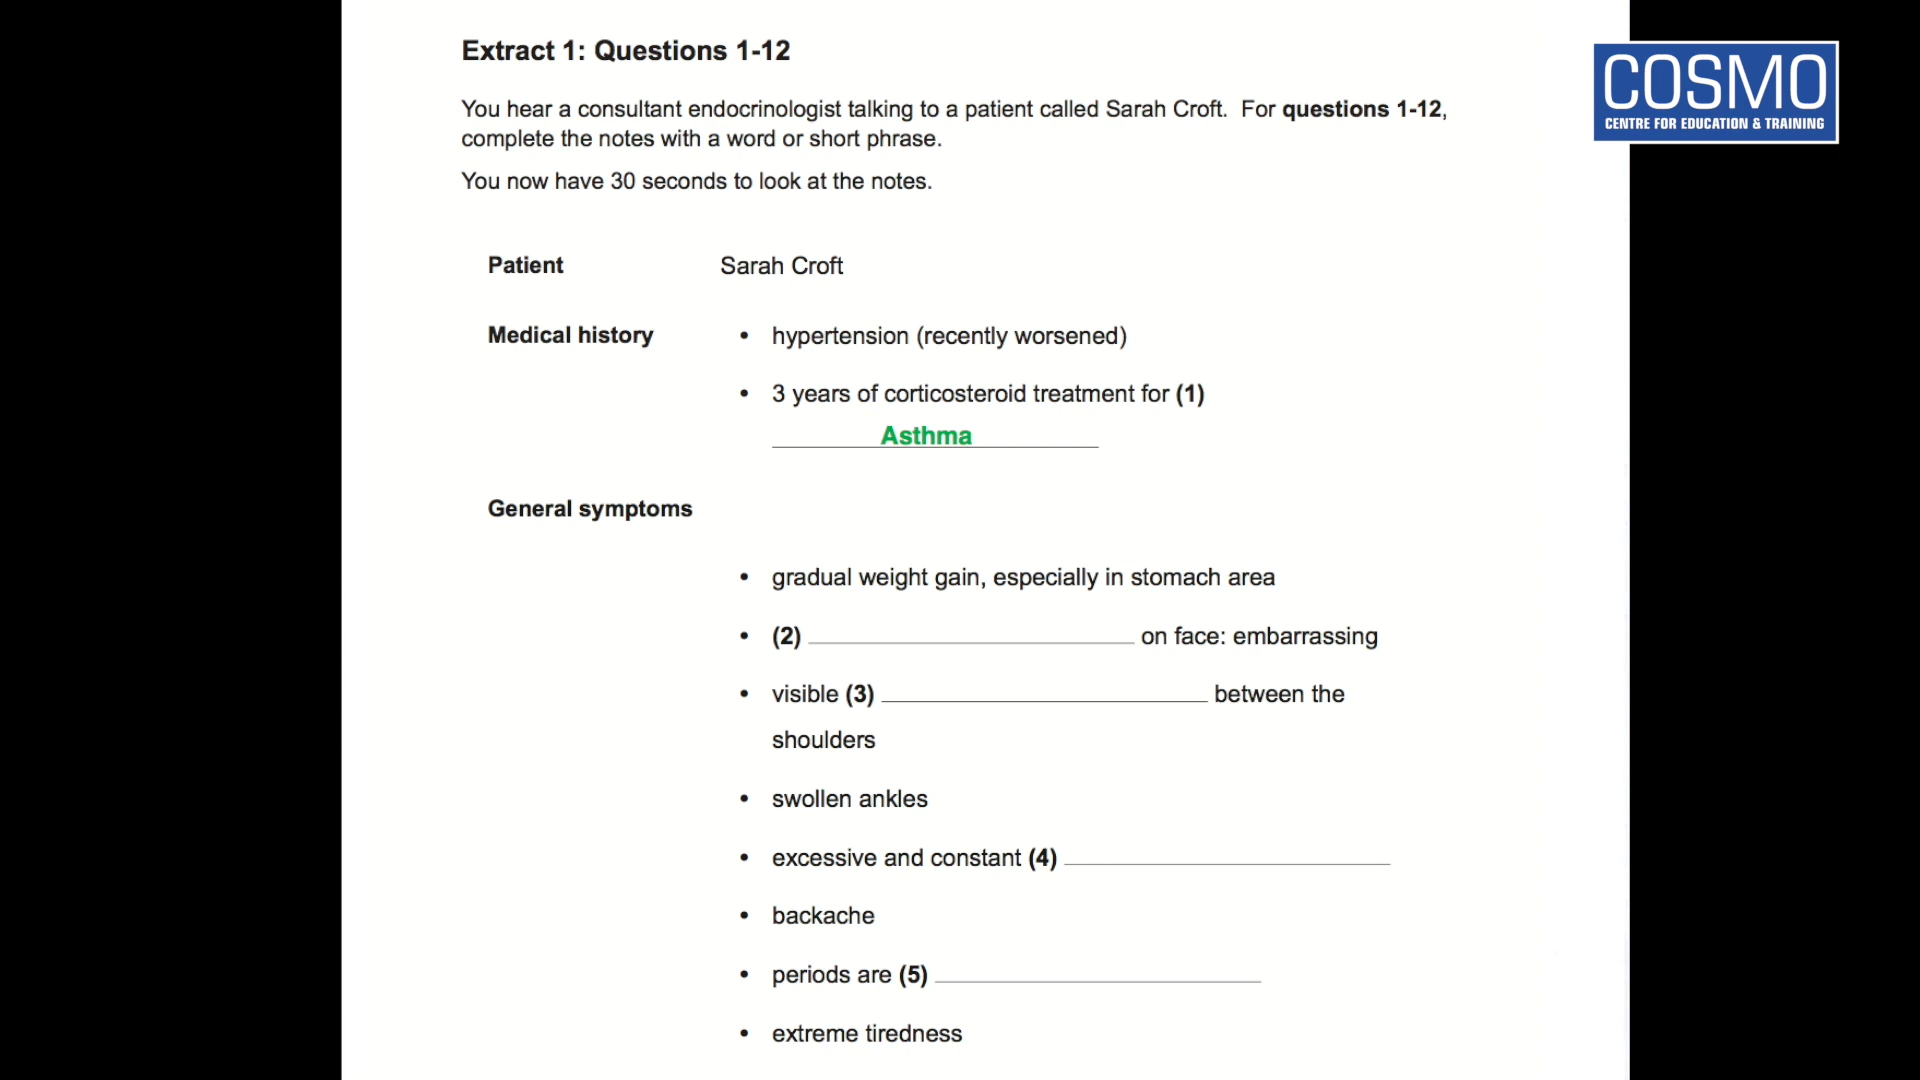 Extract 1: Questions 1-12
COSMO
CENTRE FOR EDUCATION & TRAINING
You hear a consultant endocrinologist talking to a patient called Sarah Croft. For questions 1-12,
complete the notes with a word or short phrase.
You now have 30 seconds to look at the notes.
Patient Sarah Croft
Medical history • hypertension (recently worsened)
• 3 years of corticosteroid treatment for (1)
Asthma
General symptoms
• gradual weight gain, especially in stomach area
• (2) ____________________ on face: embarrassing
• visible (3) ____________________ between the
shoulders
• swollen ankles
• excessive and constant (4) ____________________
• backache
• periods are (5) ____________________
• extreme tiredness